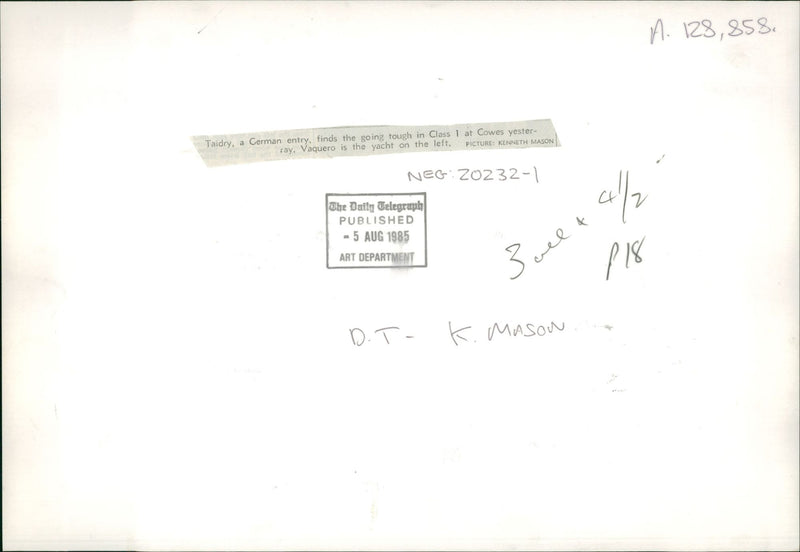 A. 128,858.
Taidry, a German entry, finds the going tough in Class 1 at Cowes yester-
ray. Vaquero is the yacht on the left. PICTURE: KENNETH MASON
NEG: 20232-1
The Daily Telegraph
PUBLISHED
- 5 AUG 1985
ART DEPARTMENT
3 col x 4 1/2
P18
D.T - K. MASON